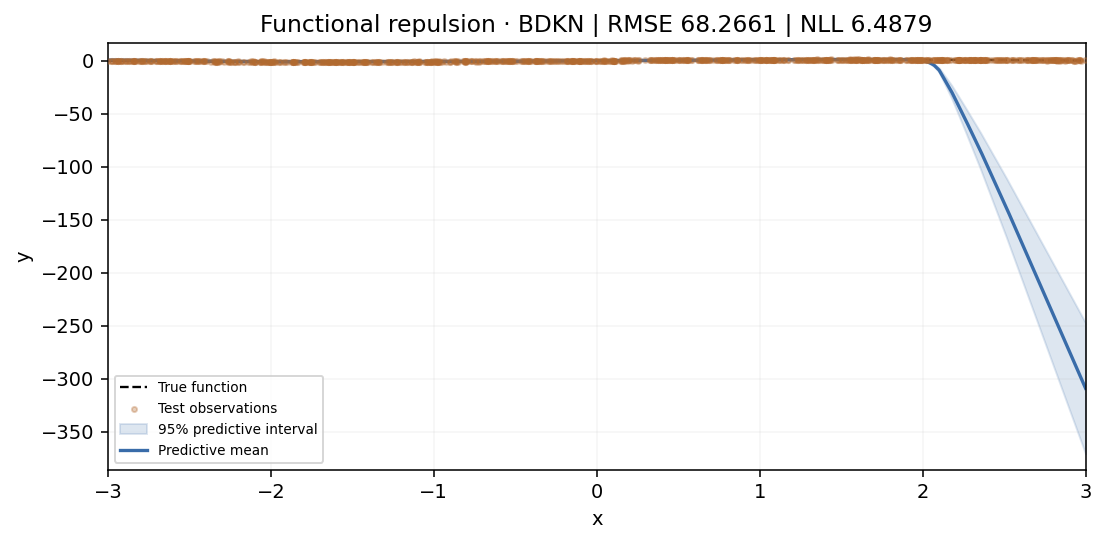 Functional repulsion · BDKN | RMSE 68.2661 | NLL 6.4879
0
−50
−100
−150
−200
−250
−300
−350
y
True function
Test observations
95% predictive interval
Predictive mean
−3
−2
−1
0
1
2
3
x